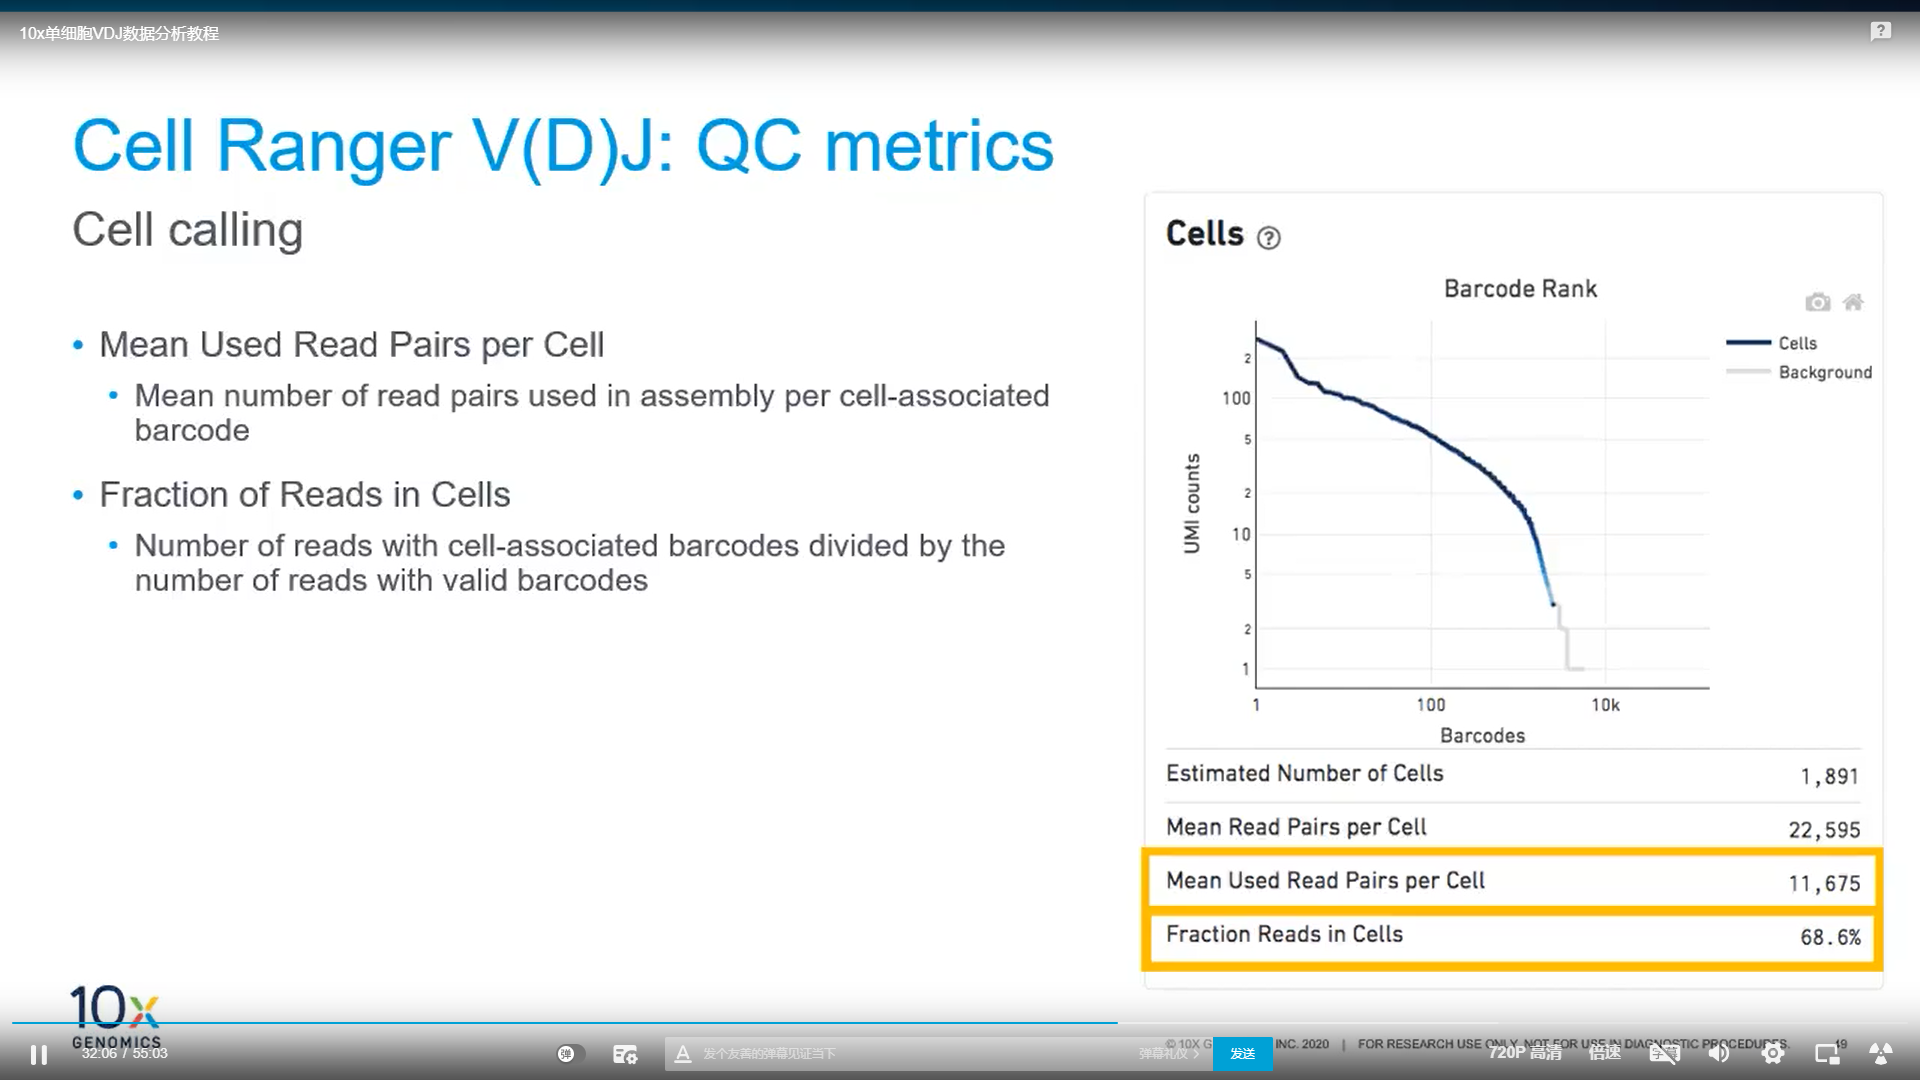 10x单细胞VDJ数据分析教程
Cell Ranger V(D)J: QC metrics
Cell calling
• Mean Used Read Pairs per Cell
• Mean number of read pairs used in assembly per cell-associated
barcode
• Fraction of Reads in Cells
• Number of reads with cell-associated barcodes divided by the
number of reads with valid barcodes
Cells ?
Barcode Rank
Cells
Background
2
100
5
2
10
5
2
1
UMI counts
1 100 10k
Barcodes
Estimated Number of Cells 1,891
Mean Read Pairs per Cell 22,595
Mean Used Read Pairs per Cell 11,675
Fraction Reads in Cells 68.6%
10x
GENOMICS
© 10X G INC. 2020 | FOR RESEARCH USE ONLY. NOT FOR USE IN DIAGNOSTIC PROCEDURES. 49
32:06 / 55:03
弹
发个友善的弹幕见证当下
弹幕礼仪 >
发送
720P 高清
倍速
字幕